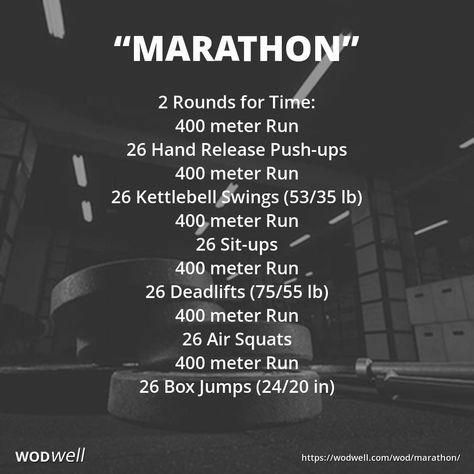 “MARATHON”
2 Rounds for Time:
400 meter Run
26 Hand Release Push-ups
400 meter Run
26 Kettlebell Swings (53/35 lb)
400 meter Run
26 Sit-ups
400 meter Run
26 Deadlifts (75/55 lb)
400 meter Run
26 Air Squats
400 meter Run
26 Box Jumps (24/20 in)
WODwell
https://wodwell.com/wod/marathon/